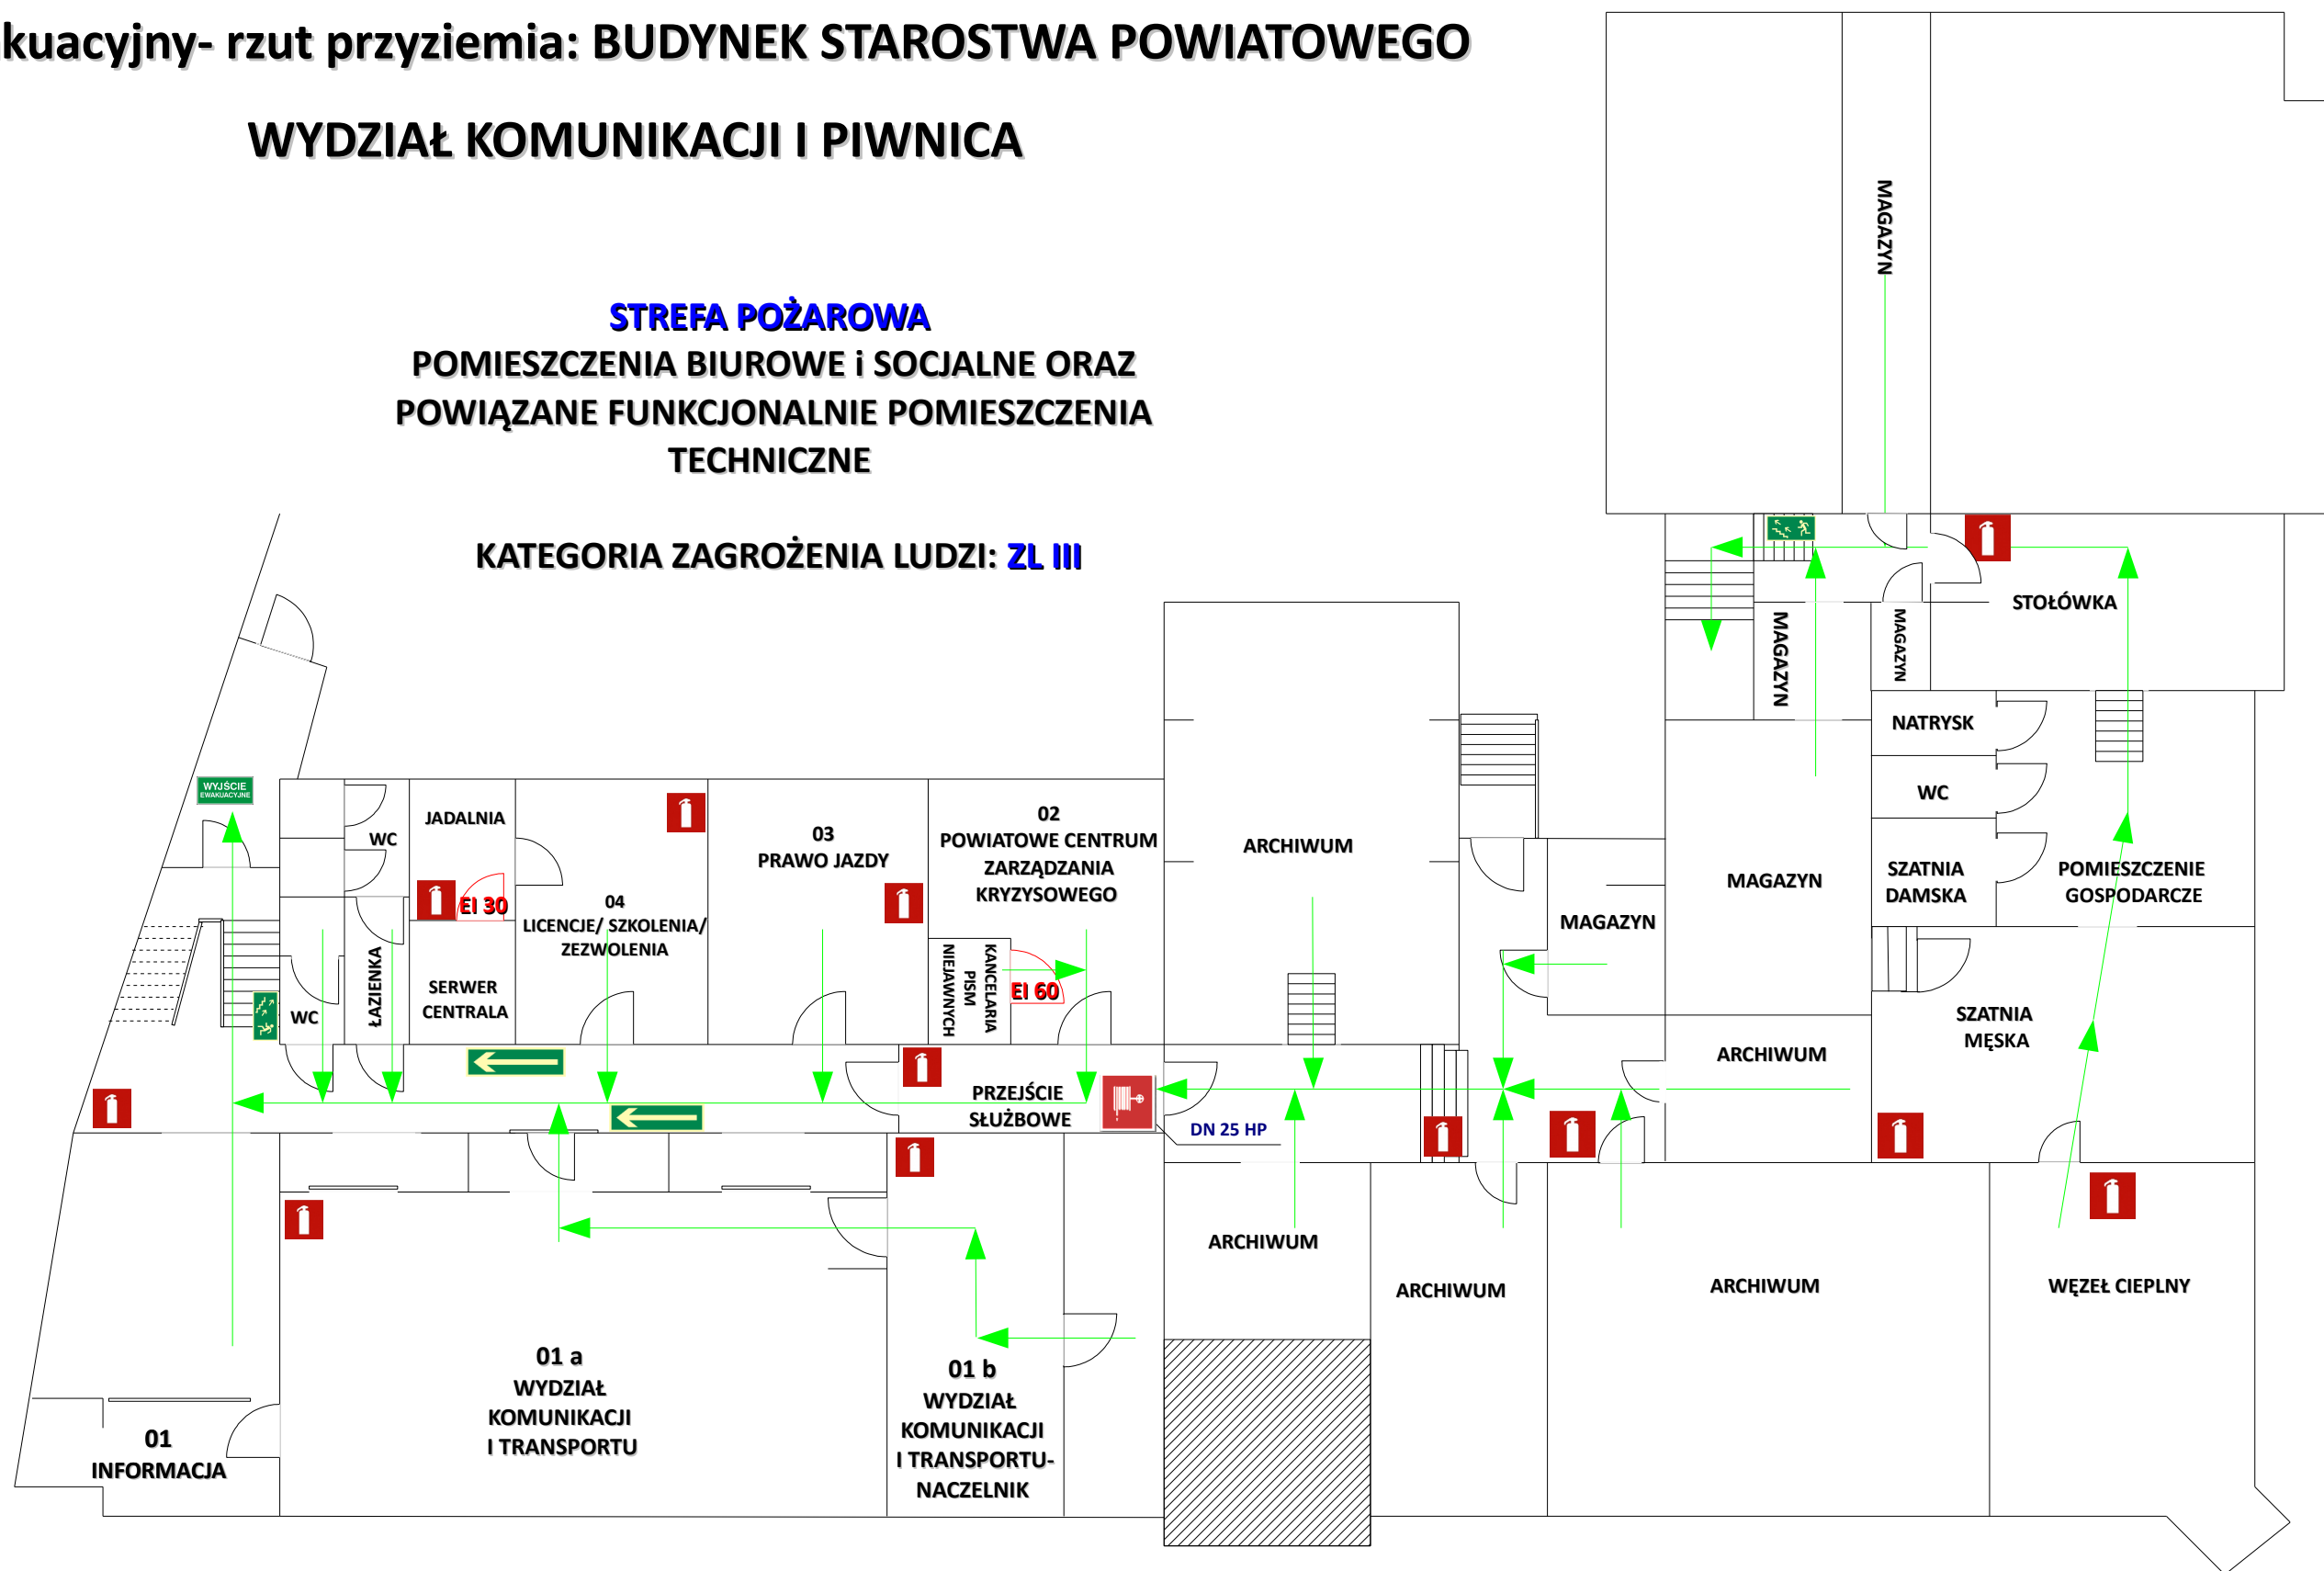 kuacyjny- rzut przyziemia: BUDYNEK STAROSTWA POWIATOWEGO
WYDZIAŁ KOMUNIKACJI I PIWNICA
STREFA POŻAROWA
POMIESZCZENIA BIUROWE i SOCJALNE ORAZ
POWIĄZANE FUNKCJONALNIE POMIESZCZENIA
TECHNICZNE
KATEGORIA ZAGROŻENIA LUDZI: ZL III
MAGAZYN
STOŁÓWKA
MAGAZYN
MAGAZYN
NATRYSK
WC
SZATNIA
DAMSKA
POMIESZCZENIE
GOSPODARCZE
WYJŚCIE
EWAKUACYJNE
WC
JADALNIA
EI 30
SERWER
CENTRALA
WC
ŁAZIENKA
04
LICENCJE/ SZKOLENIA/
ZEZWOLENIA
03
PRAWO JAZDY
02
POWIATOWE CENTRUM
ZARZĄDZANIA
KRYZYSOWEGO
KANCELARIA
PISM
NIEJAWNYCH
EI 60
ARCHIWUM
MAGAZYN
MAGAZYN
ARCHIWUM
SZATNIA
MĘSKA
PRZEJŚCIE
SŁUŻBOWE
DN 25 HP
ARCHIWUM
ARCHIWUM
ARCHIWUM
WĘZEŁ CIEPLNY
01 a
WYDZIAŁ
KOMUNIKACJI
I TRANSPORTU
01 b
WYDZIAŁ
KOMUNIKACJI
I TRANSPORTU-
NACZELNIK
01
INFORMACJA